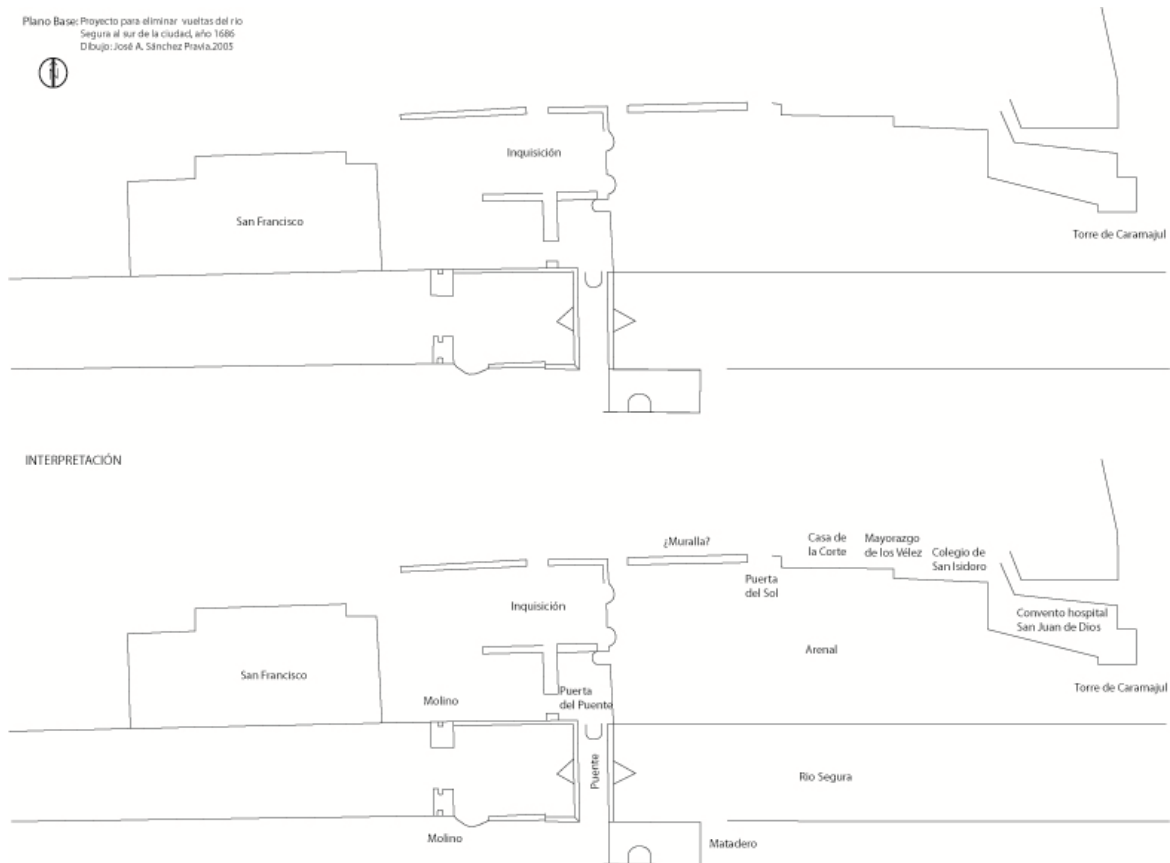 Plano Base: Proyecto para eliminar vueltas del rio
Segura al sur de la ciudad, año 1686
Dibujo: José A. Sánchez Pravia.2005
N
Inquisición
San Francisco
Torre de Caramajul
INTERPRETACIÓN
¿Muralla?
Casa de
la Corte
Mayorazgo
de los Vélez
Colegio de
San Isidoro
Puerta
del Sol
Inquisición
Convento hospital
San Juan de Dios
Arenal
San Francisco
Torre de Caramajul
Puerta
del Puente
Molino
Puente
Rio Segura
Molino
Matadero